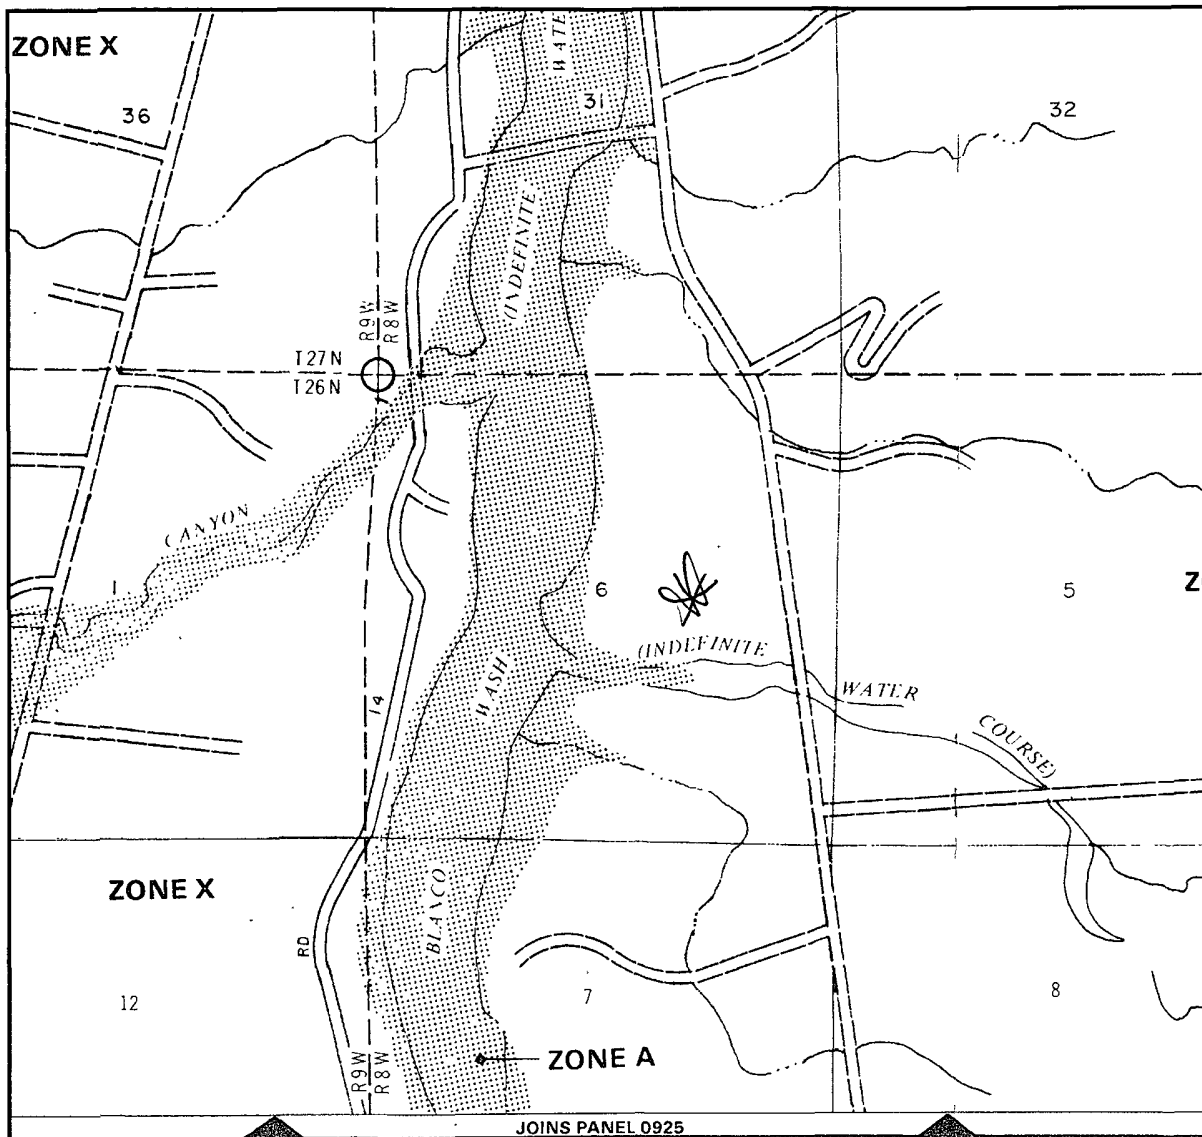 ZONE X
WATE
36
31
32
(INDEFINITE
R9W
R8W
T27N
T26N
CANYON
1
6
5
Z
(INDEFINITE
WATER
COURSE)
WASH
14
ZONE X
BLANCO
RD
12
7
8
R9W
R8W
ZONE A
JOINS PANEL 0925